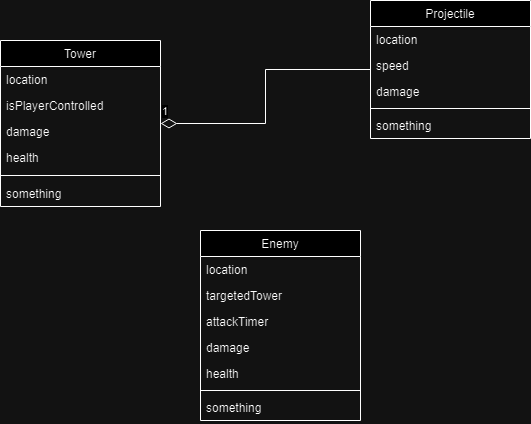 Tower
location
isPlayerControlled
damage
health
something
1
Projectile
location
speed
damage
something
Enemy
location
targetedTower
attackTimer
damage
health
something